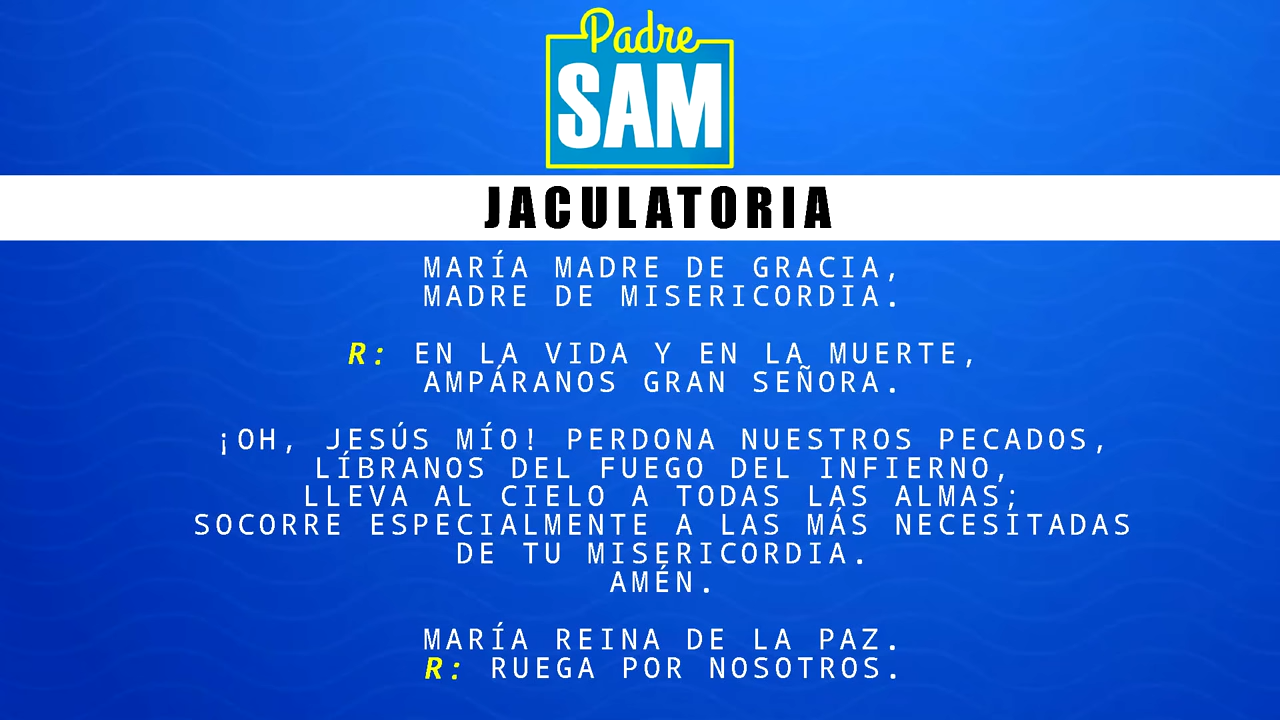 Padre
SAM
JACULATORIA
MARÍA MADRE DE GRACIA,
MADRE DE MISERICORDIA.
R: EN LA VIDA Y EN LA MUERTE,
AMPÁRANOS GRAN SEÑORA.
¡OH, JESÚS MÍO! PERDONA NUESTROS PECADOS,
LÍBRANOS DEL FUEGO DEL INFIERNO,
LLEVA AL CIELO A TODAS LAS ALMAS;
SOCORRE ESPECIALMENTE A LAS MÁS NECESITADAS
DE TU MISERICORDIA.
AMÉN.
MARÍA REINA DE LA PAZ.
R: RUEGA POR NOSOTROS.